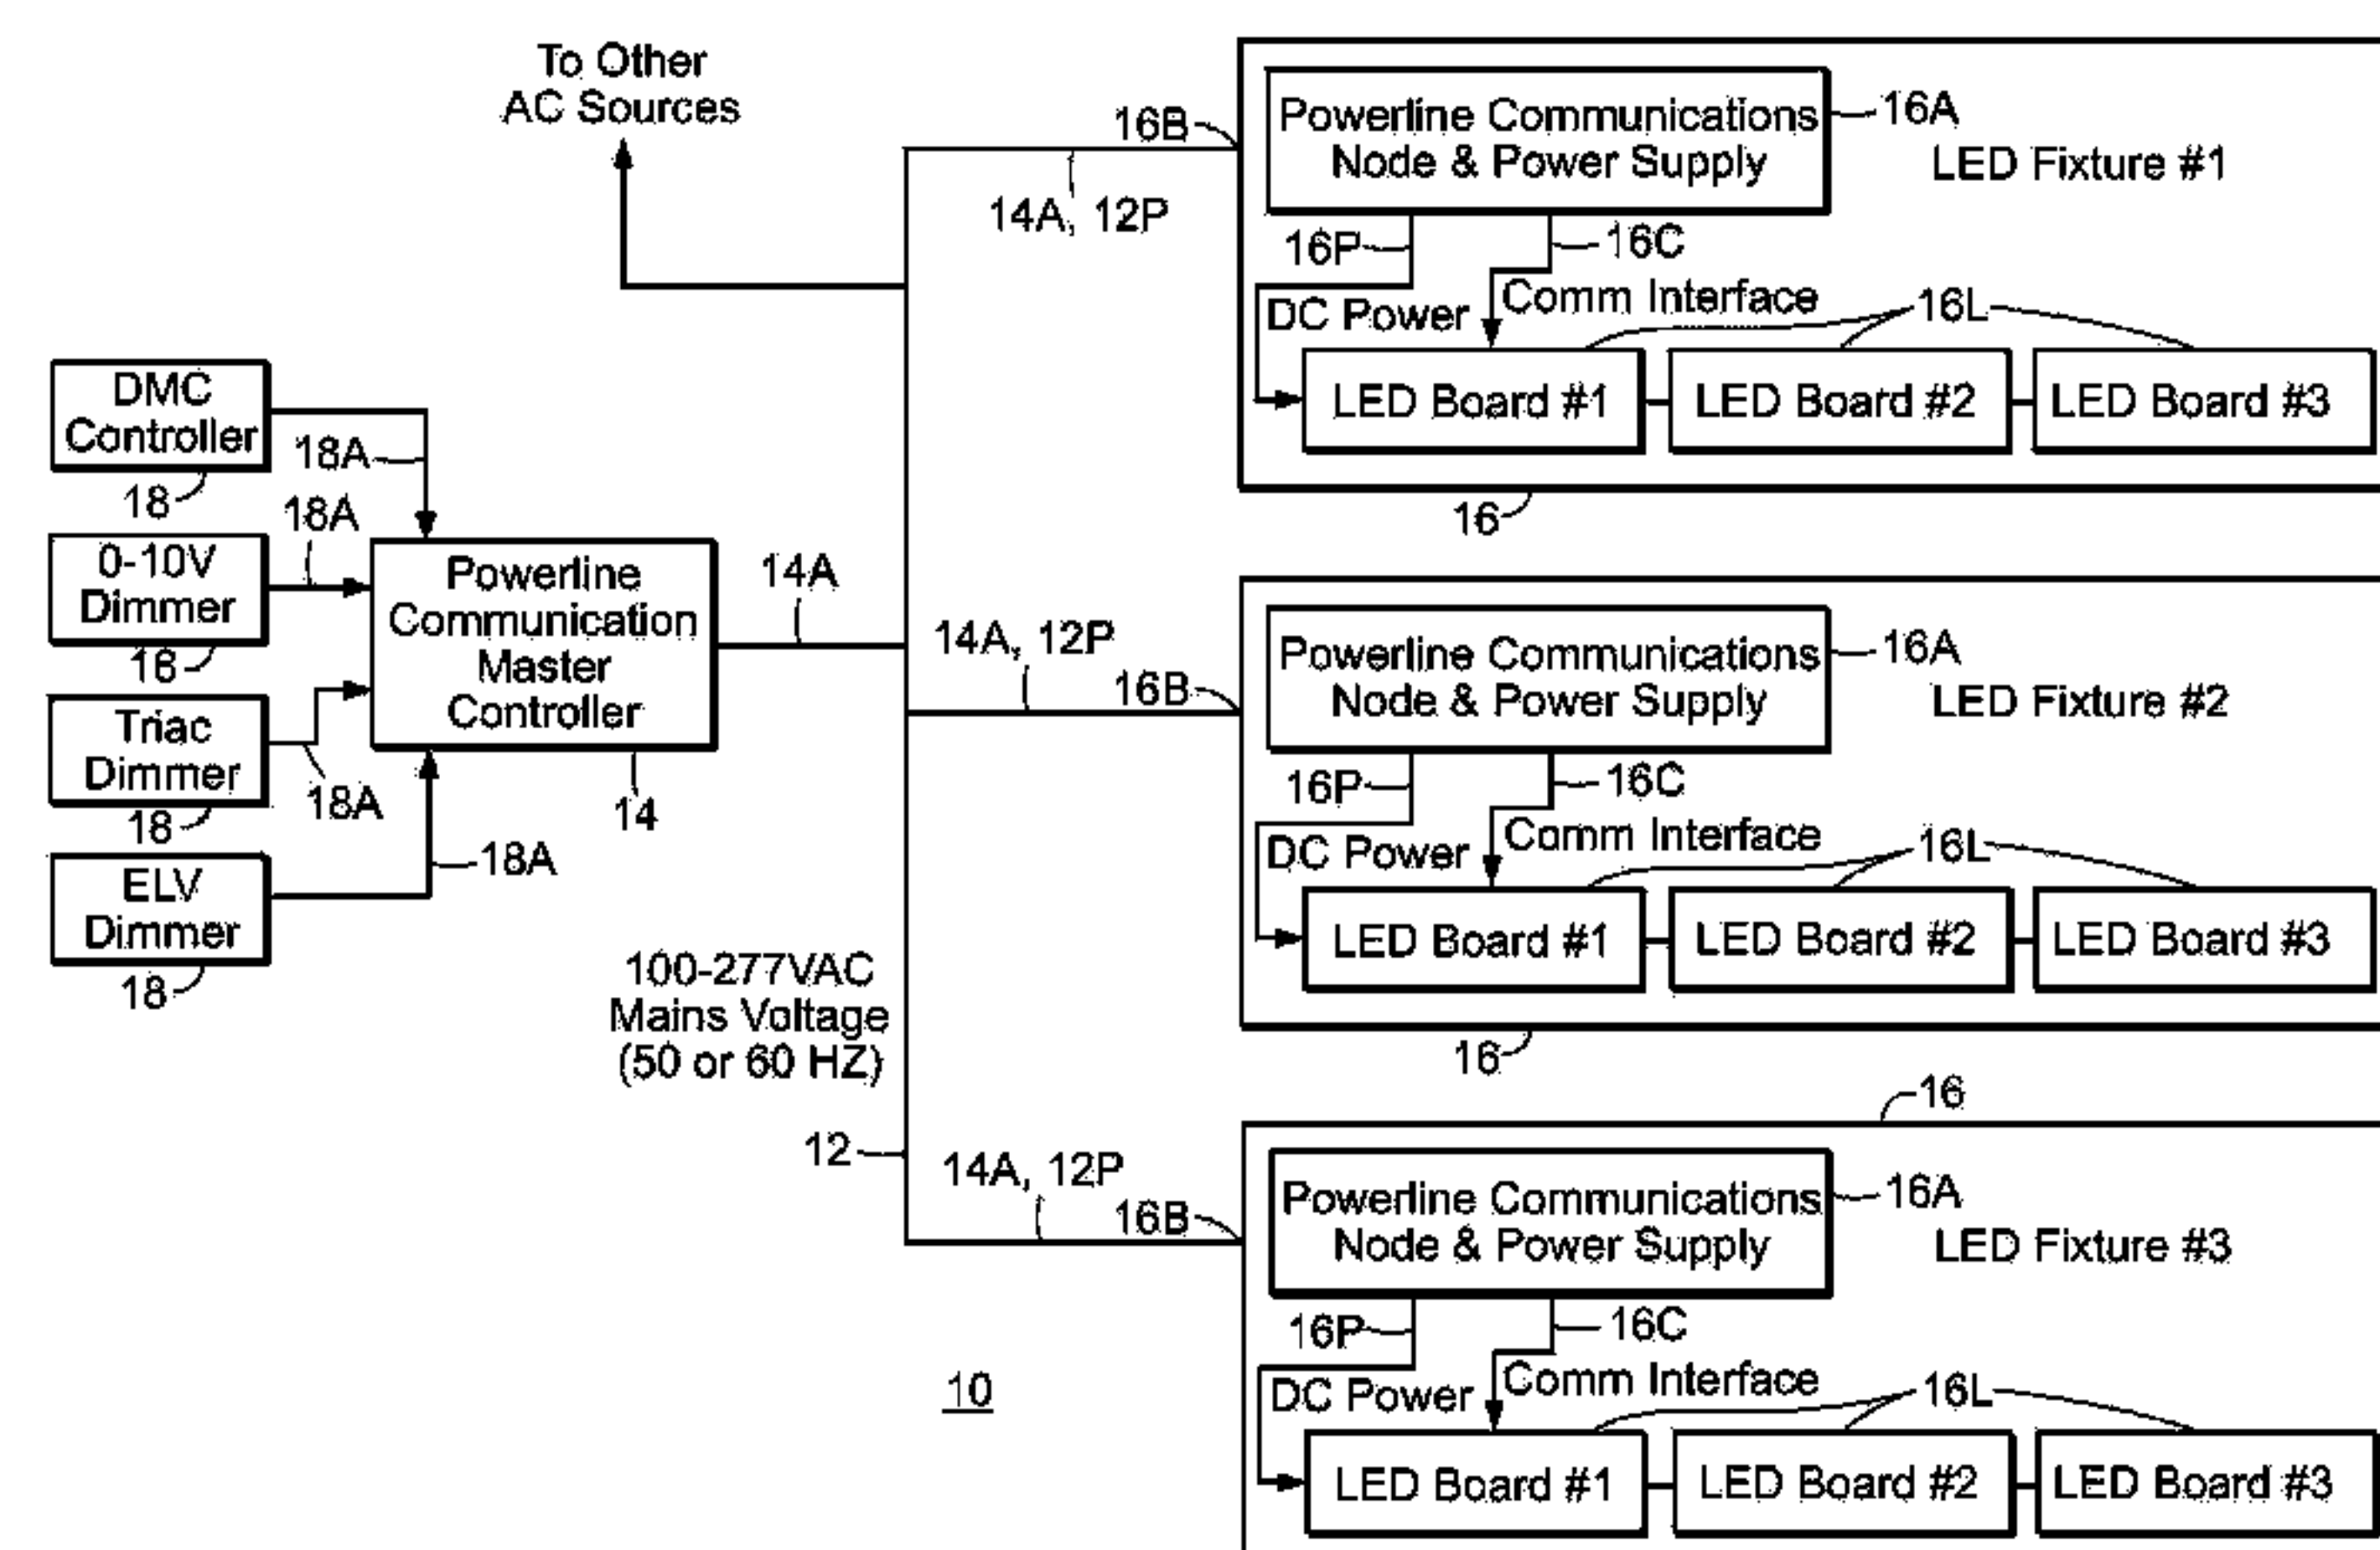 To Other
AC Sources
16B
Powerline Communications
Node & Power Supply
16A
LED Fixture #1
14A, 12P
16P
16C
DC Power
Comm Interface
16L
LED Board #1
LED Board #2
LED Board #3
16
DMC
Controller
18
18A
0-10V
Dimmer
16
18A
Triac
Dimmer
18
18A
ELV
Dimmer
18
18A
Powerline
Communication
Master
Controller
14
14A
14A, 12P
16B
Powerline Communications
Node & Power Supply
16A
LED Fixture #2
16P
16C
DC Power
Comm Interface
16L
LED Board #1
LED Board #2
LED Board #3
16
100-277VAC
Mains Voltage
(50 or 60 HZ)
12
14A, 12P
16B
16
Powerline Communications
Node & Power Supply
16A
LED Fixture #3
16P
16C
DC Power
Comm Interface
16L
LED Board #1
LED Board #2
LED Board #3
10